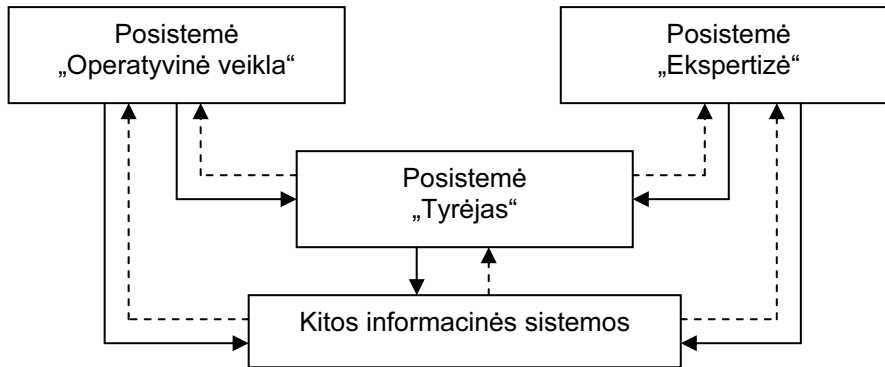 Posistemė
„Operatyvinė veikla“
Posistemė
„Ekspertizė“
Posistemė
„Tyrėjas“
Kitos informacinės sistemos